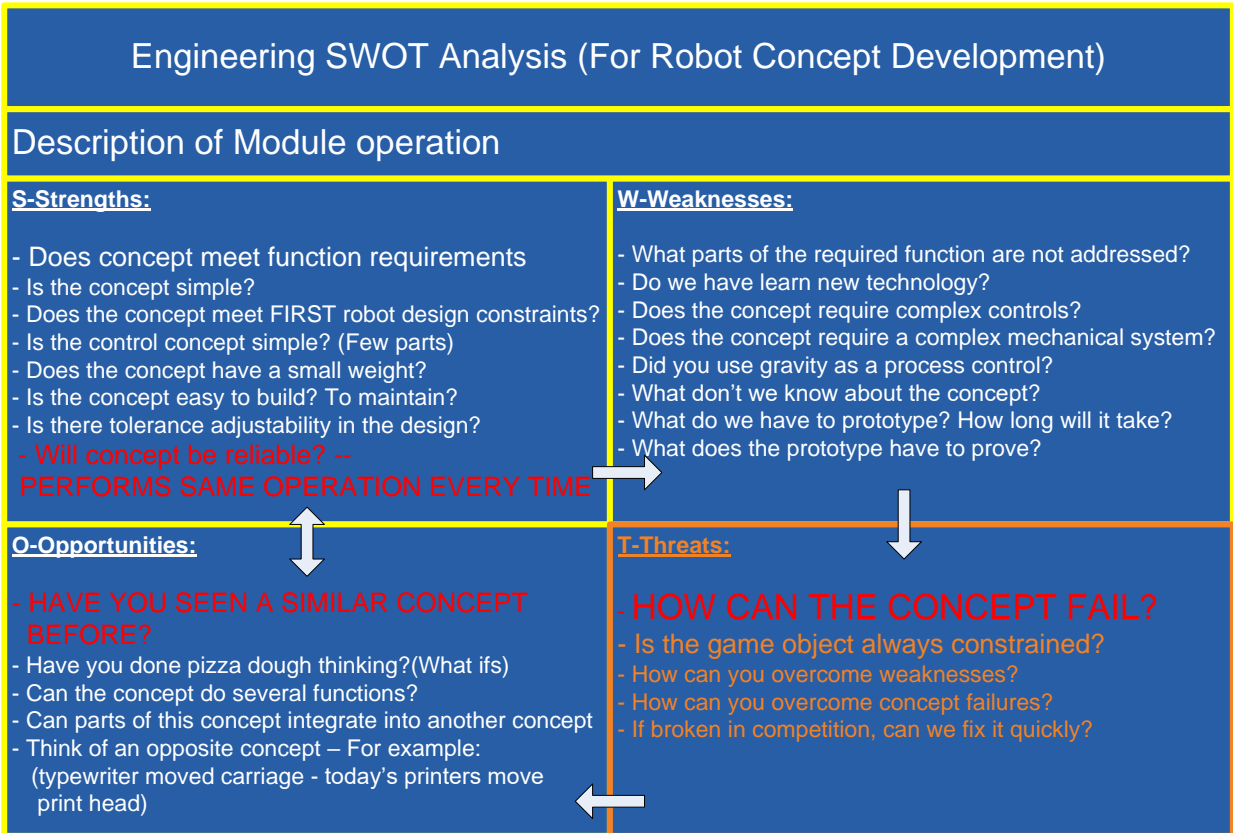 Engineering SWOT Analysis (For Robot Concept Development)
Description of Module operation
S-Strengths:
- Does concept meet function requirements
- Is the concept simple?
- Does the concept meet FIRST robot design constraints?
- Is the control concept simple? (Few parts)
- Does the concept have a small weight?
- Is the concept easy to build? To maintain?
- Is there tolerance adjustability in the design?
- Will concept be reliable? –
PERFORMS SAME OPERATION EVERY TIME
W-Weaknesses:
- What parts of the required function are not addressed?
- Do we have learn new technology?
- Does the concept require complex controls?
- Does the concept require a complex mechanical system?
- Did you use gravity as a process control?
- What don't we know about the concept?
- What do we have to prototype? How long will it take?
- What does the prototype have to prove?
O-Opportunities:
- HAVE YOU SEEN A SIMILAR CONCEPT
BEFORE?
- Have you done pizza dough thinking?(What ifs)
- Can the concept do several functions?
- Can parts of this concept integrate into another concept
- Think of an opposite concept – For example:
(typewriter moved carriage - today's printers move
print head)
T-Threats:
- HOW CAN THE CONCEPT FAIL?
- Is the game object always constrained?
- How can you overcome weaknesses?
- How can you overcome concept failures?
- If broken in competition, can we fix it quickly?